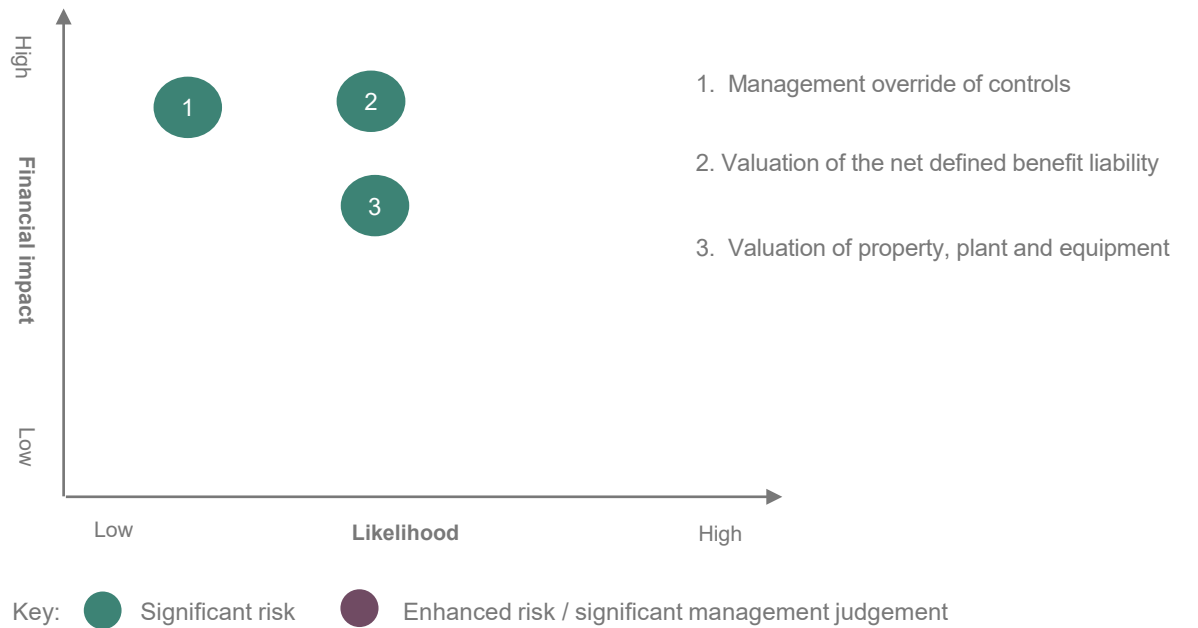 High
Financial impact
Low
1
2
3
1. Management override of controls
2. Valuation of the net defined benefit liability
3. Valuation of property, plant and equipment
Low
Likelihood
High
Key:
Significant risk
Enhanced risk / significant management judgement